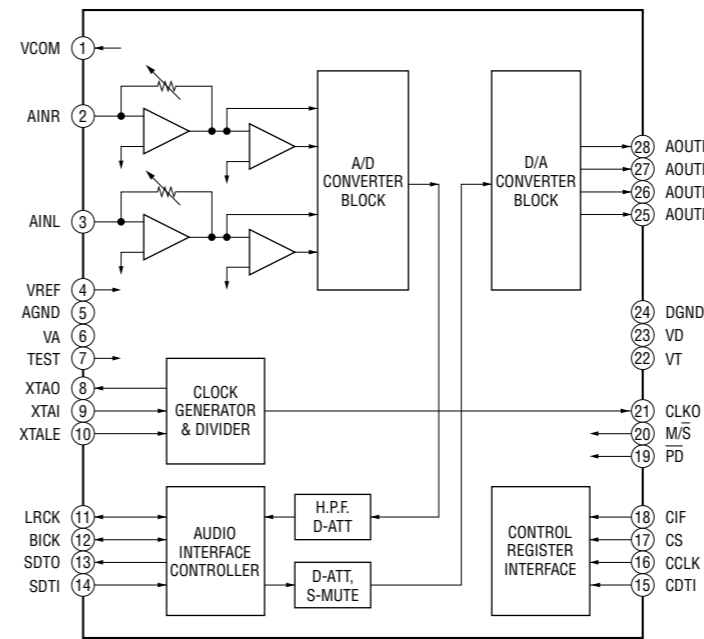 VCOM 1
AINR 2
AINL 3
VREF 4
AGND 5
VA 6
TEST 7
XTAO 8
XTAI 9
XTALE 10
LRCK 11
BICK 12
SDTO 13
SDTI 14
A/D
CONVERTER
BLOCK
D/A
CONVERTER
BLOCK
CLOCK
GENERATOR
& DIVIDER
AUDIO
INTERFACE
CONTROLLER
H.P.F.
D-ATT
D-ATT,
S-MUTE
CONTROL
REGISTER
INTERFACE
28
27
26
25
24 DGND
23 VD
22 VT
21 CLKO
20 M/S̅
19 P̅D̅
18 CIF
17 CS
16 CCLK
15 CDTI